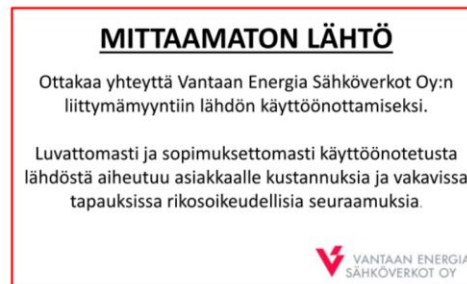 MITTAAMATON LÄHTÖ
Ottakaa yhteyttä Vantaan Energia Sähköverkot Oy:n
liittymämyyntiin lähdön käyttöönottamiseksi.
Luvattomasti ja sopimuksettomasti käyttöönotetusta
lähdöstä aiheutuu asiakkaalle kustannuksia ja vakavissa
tapauksissa rikosoikeudellisia seuraamuksia.
VANTAAN ENERGIA
SÄHKÖVERKOT OY